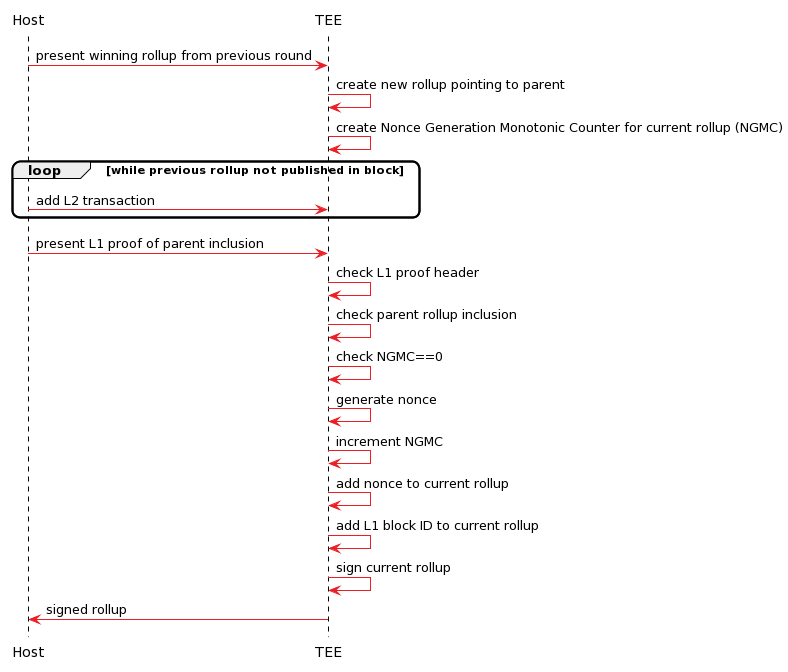 Host TEE
present winning rollup from previous round
create new rollup pointing to parent
create Nonce Generation Monotonic Counter for current rollup (NGMC)
loop [while previous rollup not published in block]
add L2 transaction
present L1 proof of parent inclusion
check L1 proof header
check parent rollup inclusion
check NGMC==0
generate nonce
increment NGMC
add nonce to current rollup
add L1 block ID to current rollup
sign current rollup
signed rollup
Host TEE